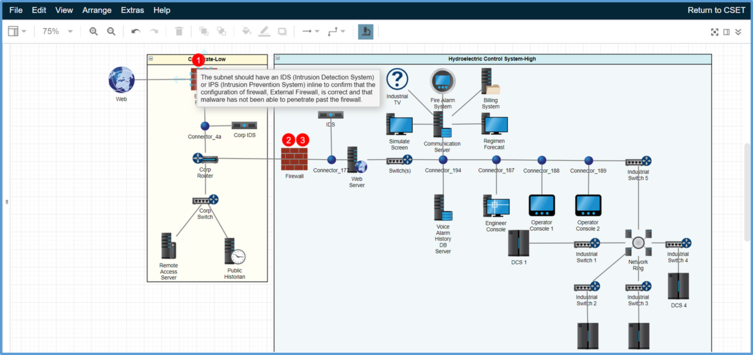 File Edit View Arrange Extras Help Return to CSET
75%
Hydroelectric Control System-High
1
The subnet should have an IDS (Intrusion Detection System)
or IPS (Intrusion Prevention System) inline to confirm that the
configuration of firewall, External Firewall, is correct and that
malware has not been able to penetrate past the firewall.
Web
Industrial
TV
Fire Alarm
System
Billing
System
IDS
Connector_4a
Corp IDS
2 3
Simulate
Screen
Communication
Server
Regimen
Forecast
Corp
Router
Firewall
Web
Server
Switch(s)
Connector_194
Connector_187
Connector_188
Connector_189
Industrial
Switch 5
Corp
Switch
Voice
Alarm
History
DB
Server
Engineer
Console
Operator
Console 1
Operator
Console 2
Remote
Access
Server
Public
Historian
DCS 1
Industrial
Switch 1
Network
Ring
Industrial
Switch 4
Industrial
Switch 2
Industrial
Switch 3
DCS 4